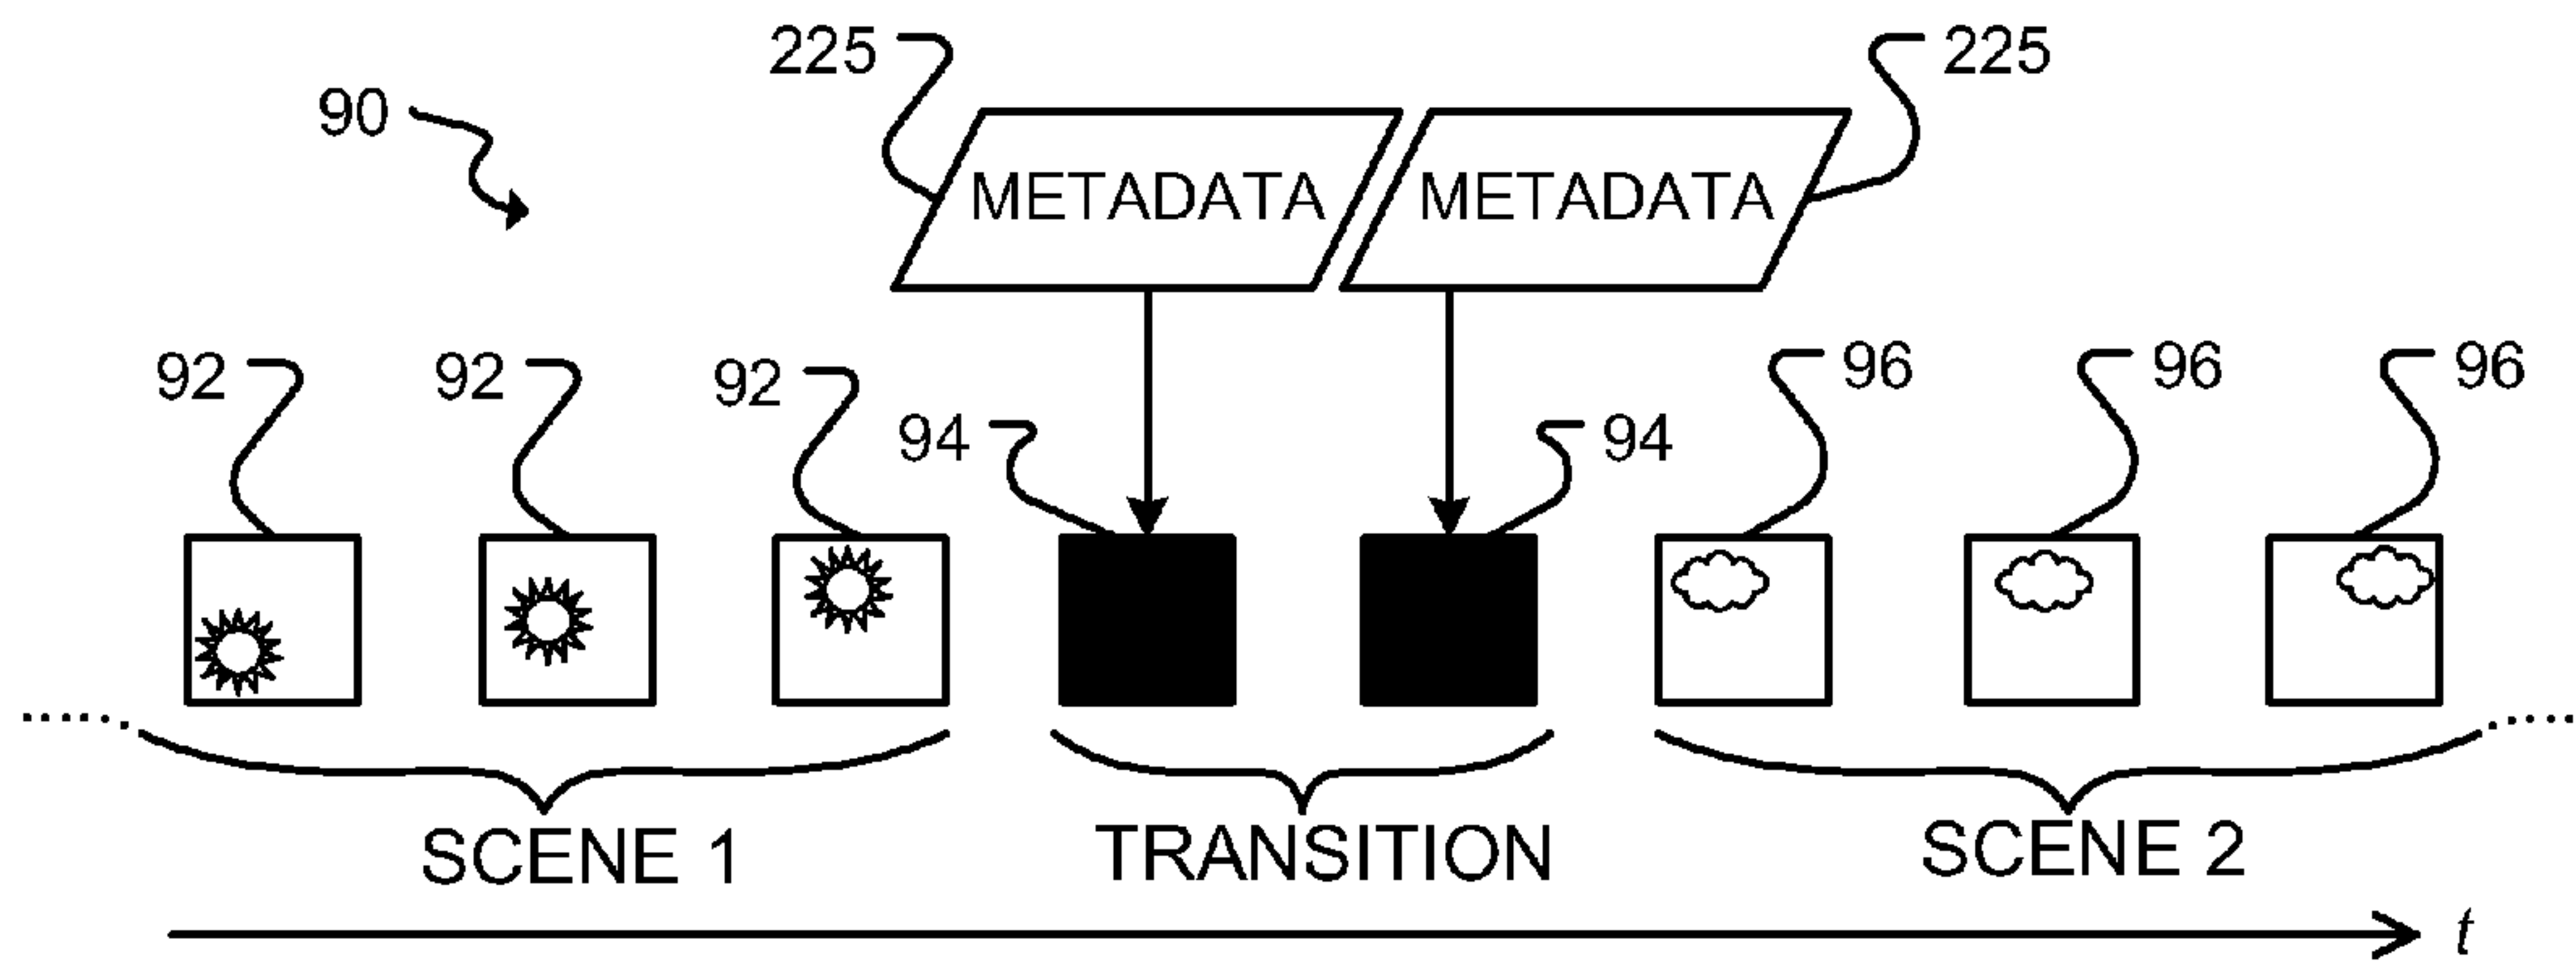 225 225
90
METADATA METADATA
92 92 92 96 96 96
94 94
SCENE 1 TRANSITION SCENE 2
t